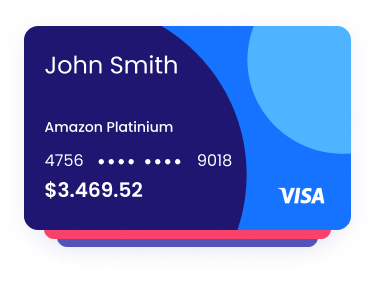 John Smith
Amazon Platinium
4756 •••• •••• 9018
$3.469.52
VISA